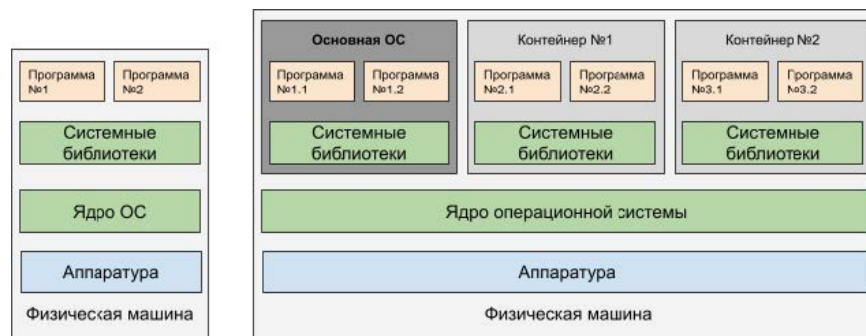 Программа
№1
Программа
№2
Системные
библиотеки
Ядро ОС
Аппаратура
Физическая машина
Основная ОС
Программа
№1.1
Программа
№1.2
Системные
библиотеки
Контейнер №1
Программа
№2.1
Программа
№2.2
Системные
библиотеки
Контейнер №2
Программа
№3.1
Программа
№3.2
Системные
библиотеки
Ядро операционной системы
Аппаратура
Физическая машина